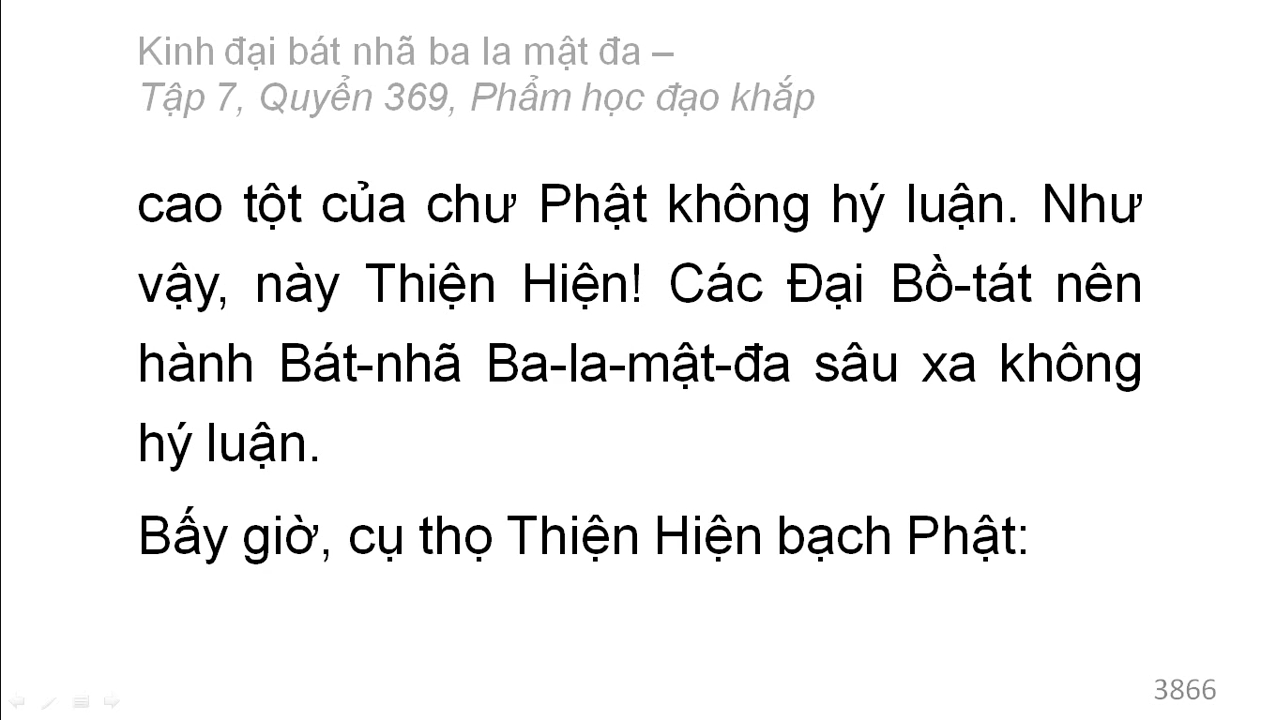 Kinh đại bát nhã ba la mật đa –
Tập 7, Quyển 369, Phẩm học đạo khắp
cao tột của chư Phật không hý luận. Như
vậy, này Thiện Hiện! Các Đại Bồ-tát nên
hành Bát-nhã Ba-la-mật-đa sâu xa không
hý luận.
Bấy giờ, cụ thọ Thiện Hiện bạch Phật:
3866